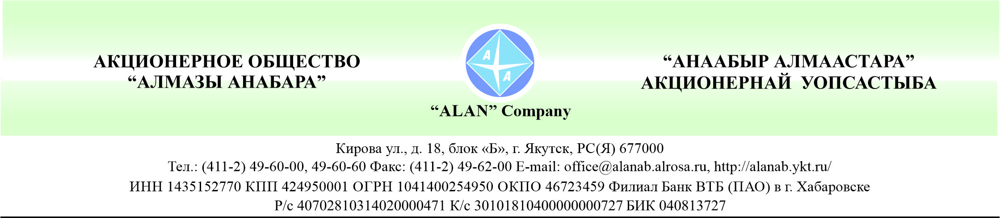 АКЦИОНЕРНОЕ ОБЩЕСТВО
“АЛМАЗЫ АНАБАРА”
А
А
“ALAN” Company
“АНААБЫР АЛМААСТАРА”
АКЦИОНЕРНАЙ УОПСАСТЫБА
Кирова ул., д. 18, блок «Б», г. Якутск, РС(Я) 677000
Тел.: (411-2) 49-60-00, 49-60-60 Факс: (411-2) 49-62-00 E-mail: office@alanab.alrosa.ru, http://alanab.ykt.ru/
ИНН 1435152770 КПП 424950001 ОГРН 1041400254950 ОКПО 46723459 Филиал Банк ВТБ (ПАО) в г. Хабаровске
Р/с 40702810314020000471 К/с 30101810400000000727 БИК 040813727